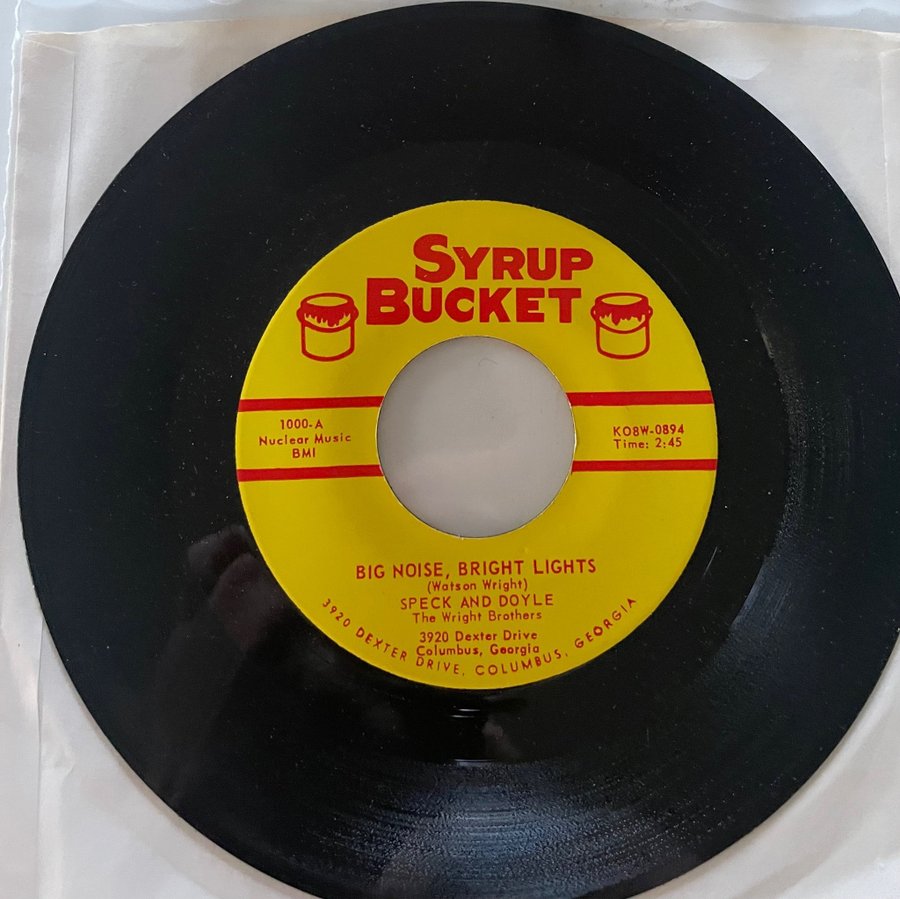 SYRUP
BUCKET
1000-A
Nuclear Music
BMI
KO8W-0894
Time: 2:45
BIG NOISE, BRIGHT LIGHTS
(Watson Wright)
SPECK AND DOYLE
The Wright Brothers
3920 Dexter Drive
Columbus, Georgia
3920 DEXTER DRIVE, COLUMBUS, GEORGIA